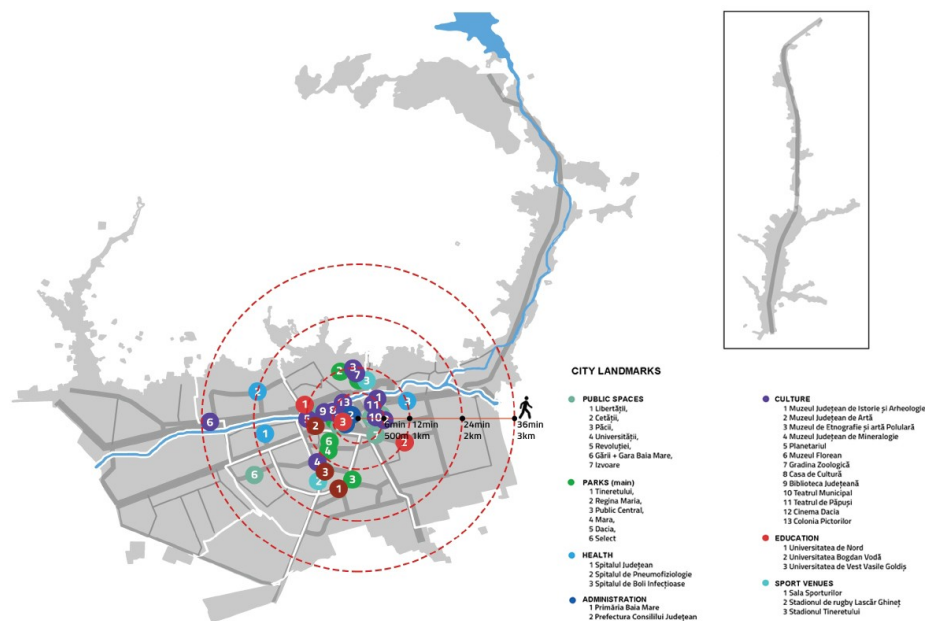 6min 12min 24min 36min
500m 1km 2km 3km
CITY LANDMARKS
PUBLIC SPACES
1 Libertății,
2 Cetății,
3 Păcii,
4 Universității,
5 Revoluției,
6 Gării + Gara Baia Mare,
7 Izvoare
PARKS (main)
1 Tineretului,
2 Regina Maria,
3 Public Central,
4 Mara,
5 Dacia,
6 Select
HEALTH
1 Spitalul Județean
2 Spitalul de Pneumofiziologie
3 Spitalul de Boli Infecțioase
ADMINISTRATION
1 Primăria Baia Mare
2 Prefectura Consiliului Județean
CULTURE
1 Muzeul Județean de Istorie și Arheologie
2 Muzeul Județean de Artă
3 Muzeul de Etnografie și artă Polulară
4 Muzeul Județean de Mineralogie
5 Planetariul
6 Muzeul Florean
7 Gradina Zoologică
8 Casa de Cultură
9 Biblioteca Județeană
10 Teatrul Municipal
11 Teatrul de Păpuși
12 Cinema Dacia
13 Colonia Pictorilor
EDUCATION
1 Universitatea de Nord
2 Universitatea Bogdan Vodă
3 Universitatea de Vest Vasile Goldiș
SPORT VENUES
1 Sala Sporturilor
2 Stadionul de rugby Lascăr Ghineț
3 Stadionul Tineretului